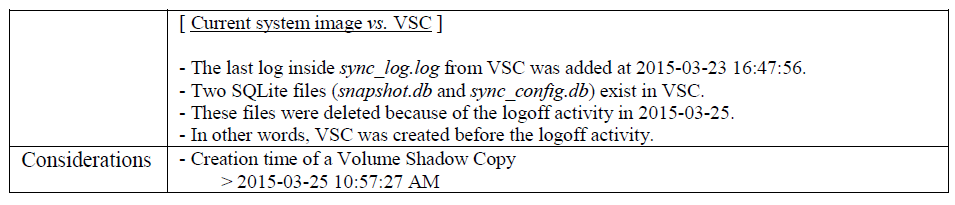 [ Current system image vs. VSC ]
- The last log inside sync_log.log from VSC was added at 2015-03-23 16:47:56.
- Two SQLite files (snapshot.db and sync_config.db) exist in VSC.
- These files were deleted because of the logoff activity in 2015-03-25.
- In other words, VSC was created before the logoff activity.
Considerations
- Creation time of a Volume Shadow Copy
> 2015-03-25 10:57:27 AM